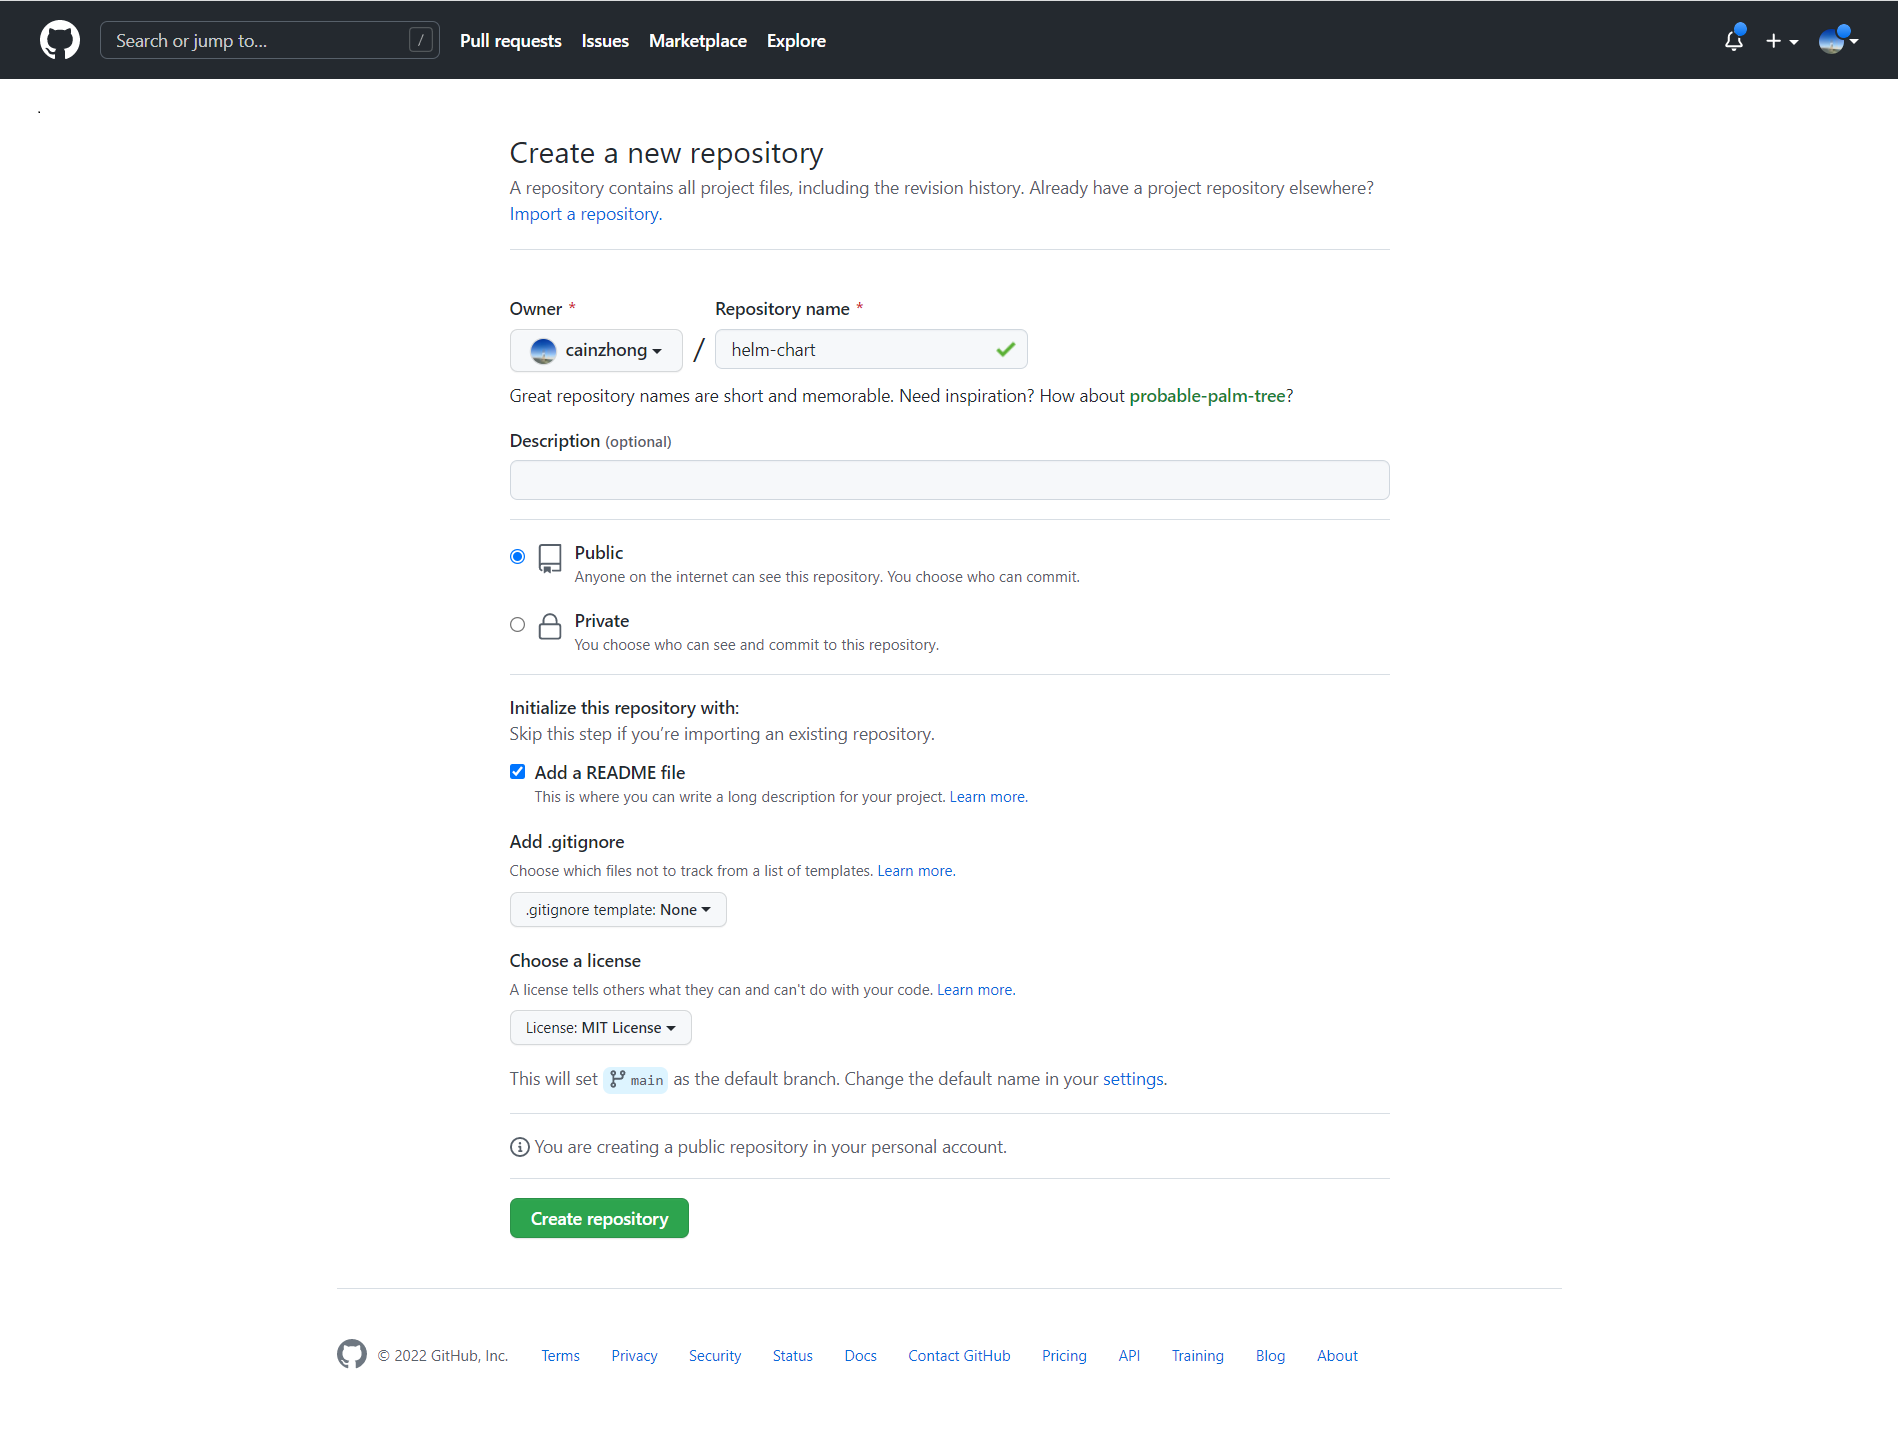 Search or jump to... / Pull requests Issues Marketplace Explore
.
Create a new repository
A repository contains all project files, including the revision history. Already have a project repository elsewhere?
Import a repository.
Owner * Repository name *
cainzhong / helm-chart
Great repository names are short and memorable. Need inspiration? How about probable-palm-tree?
Description (optional)
Public
Anyone on the internet can see this repository. You choose who can commit.
Private
You choose who can see and commit to this repository.
Initialize this repository with:
Skip this step if you’re importing an existing repository.
Add a README file
This is where you can write a long description for your project. Learn more.
Add .gitignore
Choose which files not to track from a list of templates. Learn more.
.gitignore template: None
Choose a license
A license tells others what they can and can't do with your code. Learn more.
License: MIT License
This will set main as the default branch. Change the default name in your settings.
You are creating a public repository in your personal account.
Create repository
© 2022 GitHub, Inc. Terms Privacy Security Status Docs Contact GitHub Pricing API Training Blog About